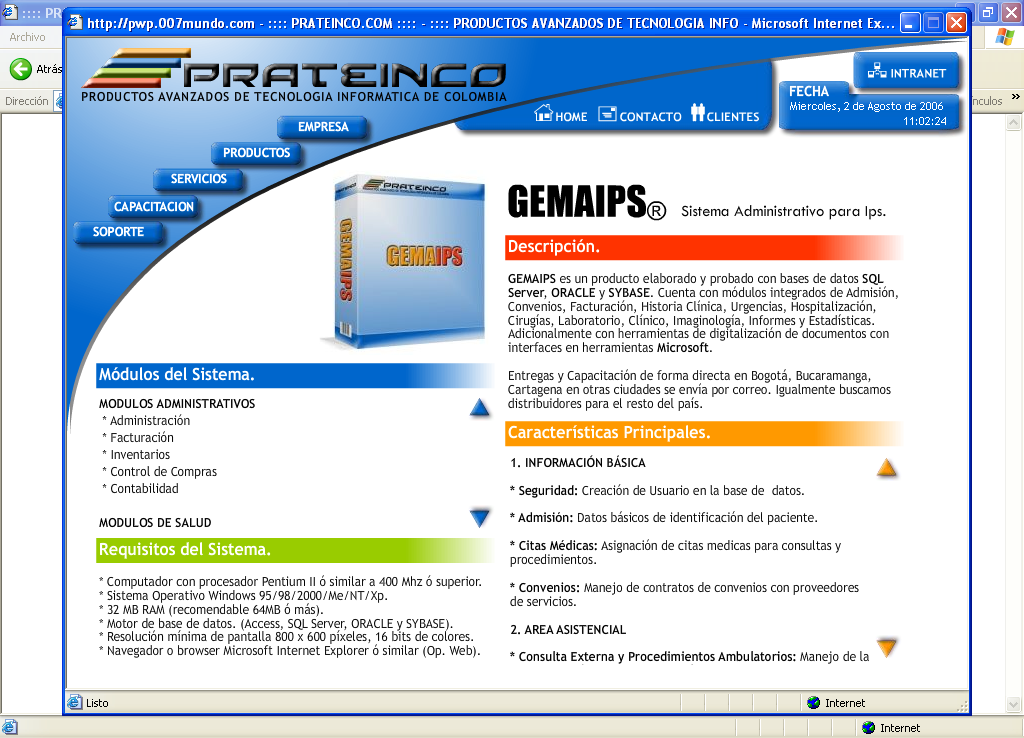 :::: PR
http://pwp.007mundo.com - :::: PRATEINCO.COM :::: - :::: PRODUCTOS AVANZADOS DE TECNOLOGIA INFO - Microsoft Internet Ex...
Archivo
Atrás
Dirección
PRATEINCO
PRODUCTOS AVANZADOS DE TECNOLOGIA INFORMATICA DE COLOMBIA
INTRANET
FECHA
Miercoles, 2 de Agosto de 2006
11:02:24
HOME CONTACTO CLIENTES
EMPRESA
PRODUCTOS
SERVICIOS
CAPACITACION
SOPORTE
PRATEINCO
GEMAIPS
GEMAIPS
GEMAIPS® Sistema Administrativo para Ips.
Descripción.
GEMAIPS es un producto elaborado y probado con bases de datos SQL
Server, ORACLE y SYBASE. Cuenta con módulos integrados de Admisión,
Convenios, Facturación, Historia Clínica, Urgencias, Hospitalización,
Cirugías, Laboratorio, Clínico, Imaginología, Informes y Estadísticas.
Adicionalmente con herramientas de digitalización de documentos con
interfaces en herramientas Microsoft.
Entregas y Capacitación de forma directa en Bogotá, Bucaramanga,
Cartagena en otras ciudades se envía por correo. Igualmente buscamos
distribuidores para el resto del país.
Módulos del Sistema.
MODULOS ADMINISTRATIVOS
* Administración
* Facturación
* Inventarios
* Control de Compras
* Contabilidad
MODULOS DE SALUD
Requisitos del Sistema.
* Computador con procesador Pentium II ó similar a 400 Mhz ó superior.
* Sistema Operativo Windows 95/98/2000/Me/NT/Xp.
* 32 MB RAM (recomendable 64MB ó más).
* Motor de base de datos. (Access, SQL Server, ORACLE y SYBASE).
* Resolución mínima de pantalla 800 x 600 píxeles, 16 bits de colores.
* Navegador o browser Microsoft Internet Explorer ó similar (Op. Web).
Características Principales.
1. INFORMACIÓN BÁSICA
* Seguridad: Creación de Usuario en la base de datos.
* Admisión: Datos básicos de identificación del paciente.
* Citas Médicas: Asignación de citas medicas para consultas y
procedimientos.
* Convenios: Manejo de contratos de convenios con proveedores
de servicios.
2. AREA ASISTENCIAL
* Consulta Externa y Procedimientos Ambulatorios: Manejo de la
nculos »
Listo
Internet
Internet